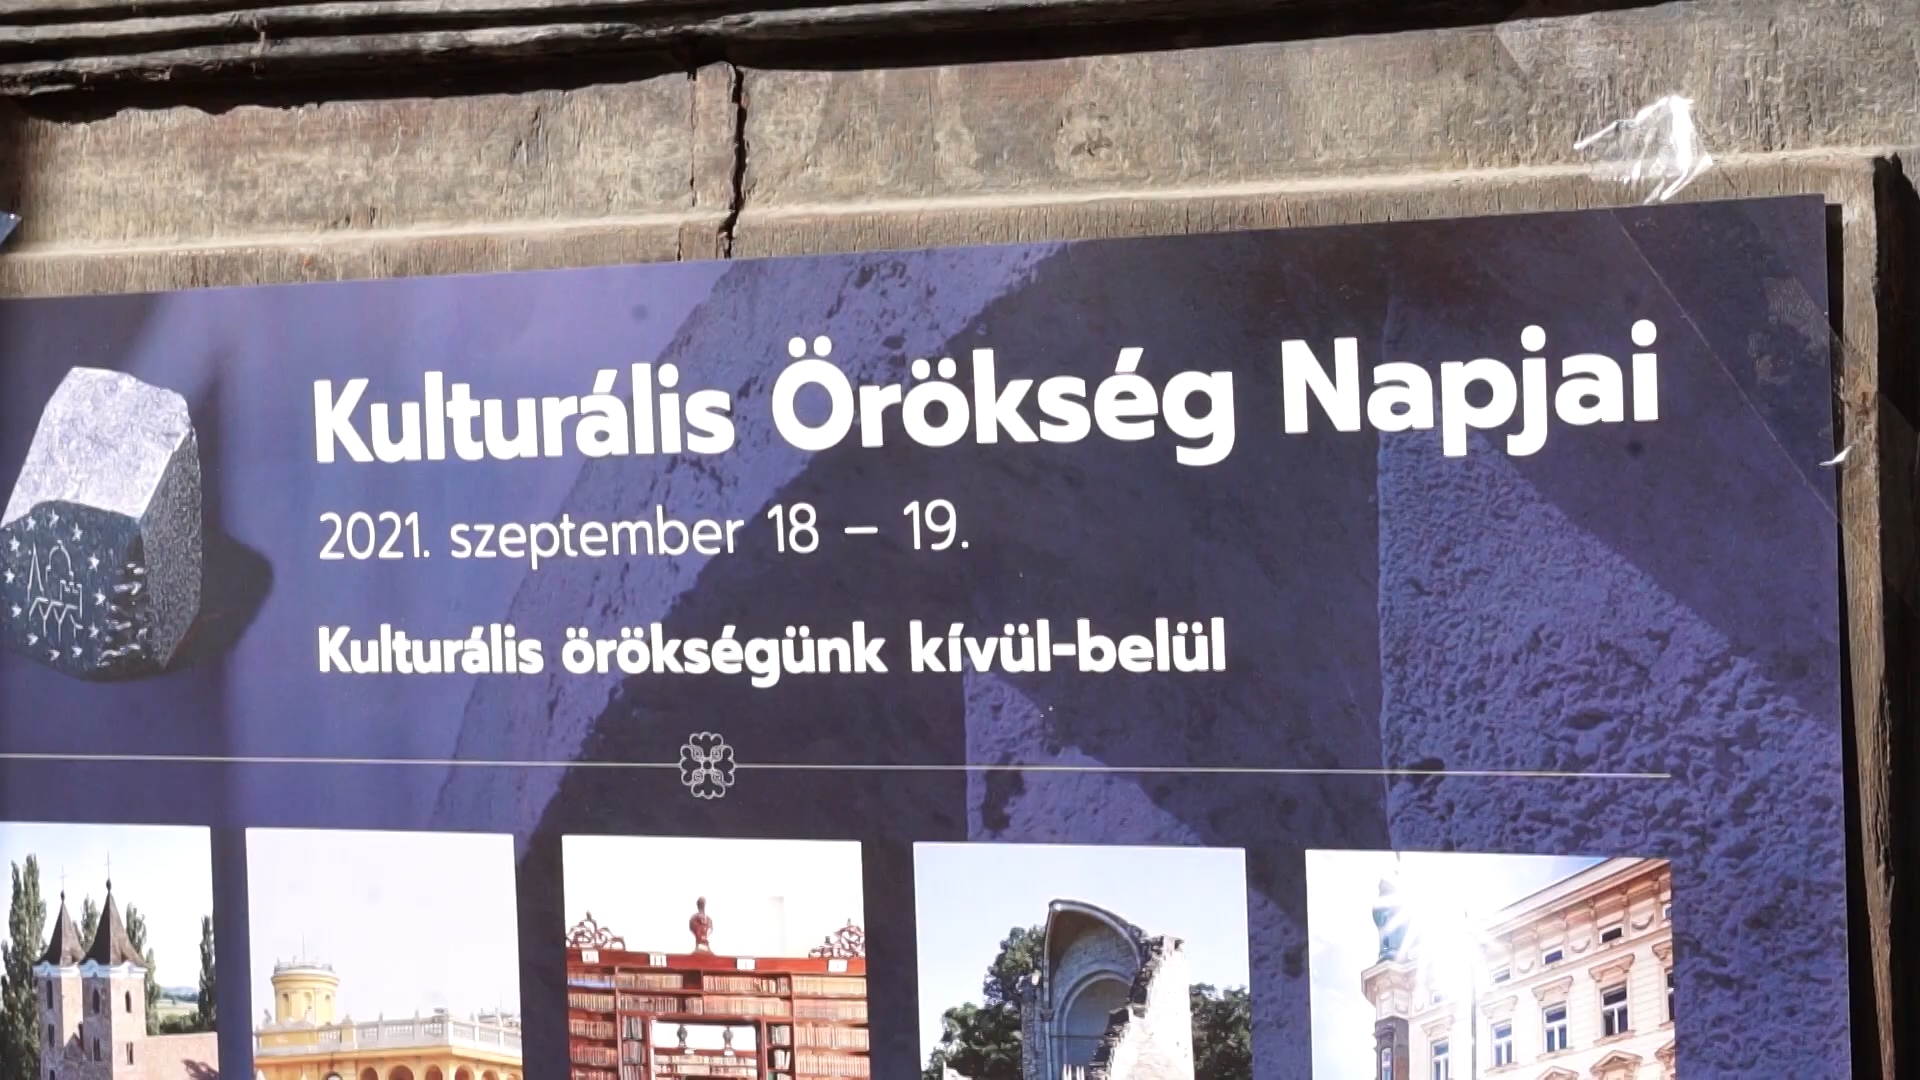 Kulturális Örökség Napjai
2021. szeptember 18 – 19.
Kulturális örökségünk kívül-belül